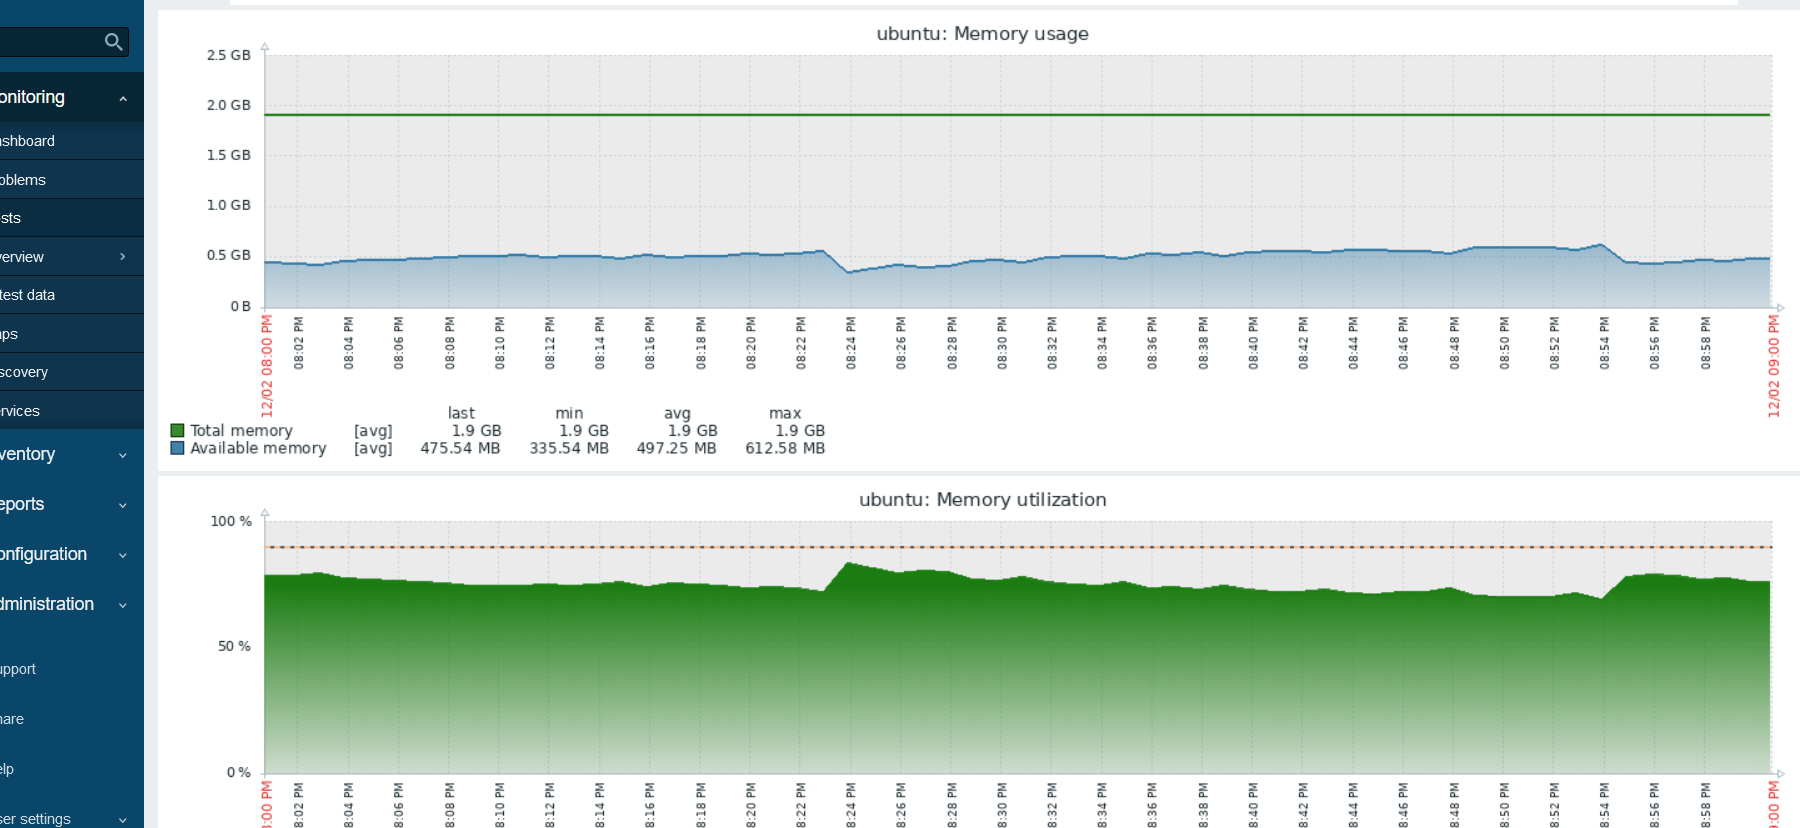 onitoring
shboard
oblems
sts
erview
test data
ps
scovery
rvices
ventory
eports
onfiguration
dministration
upport
are
elp
ser settings
ubuntu: Memory usage
2.5 GB
2.0 GB
1.5 GB
1.0 GB
0.5 GB
0 B
12/02 08:00 PM
08:02 PM
08:04 PM
08:06 PM
08:08 PM
08:10 PM
08:12 PM
08:14 PM
08:16 PM
08:18 PM
08:20 PM
08:22 PM
08:24 PM
08:26 PM
08:28 PM
08:30 PM
08:32 PM
08:34 PM
08:36 PM
08:38 PM
08:40 PM
08:42 PM
08:44 PM
08:46 PM
08:48 PM
08:50 PM
08:52 PM
08:54 PM
08:56 PM
08:58 PM
12/02 09:00 PM
last min avg max
Total memory [avg] 1.9 GB 1.9 GB 1.9 GB 1.9 GB
Available memory [avg] 475.54 MB 335.54 MB 497.25 MB 612.58 MB
ubuntu: Memory utilization
100 %
50 %
0 %
:00 PM
8:02 PM
8:04 PM
8:06 PM
8:08 PM
8:10 PM
8:12 PM
8:14 PM
8:16 PM
8:18 PM
8:20 PM
8:22 PM
8:24 PM
8:26 PM
8:28 PM
8:30 PM
8:32 PM
8:34 PM
8:36 PM
8:38 PM
8:40 PM
8:42 PM
8:44 PM
8:46 PM
8:48 PM
8:50 PM
8:52 PM
8:54 PM
8:56 PM
8:58 PM
:00 PM